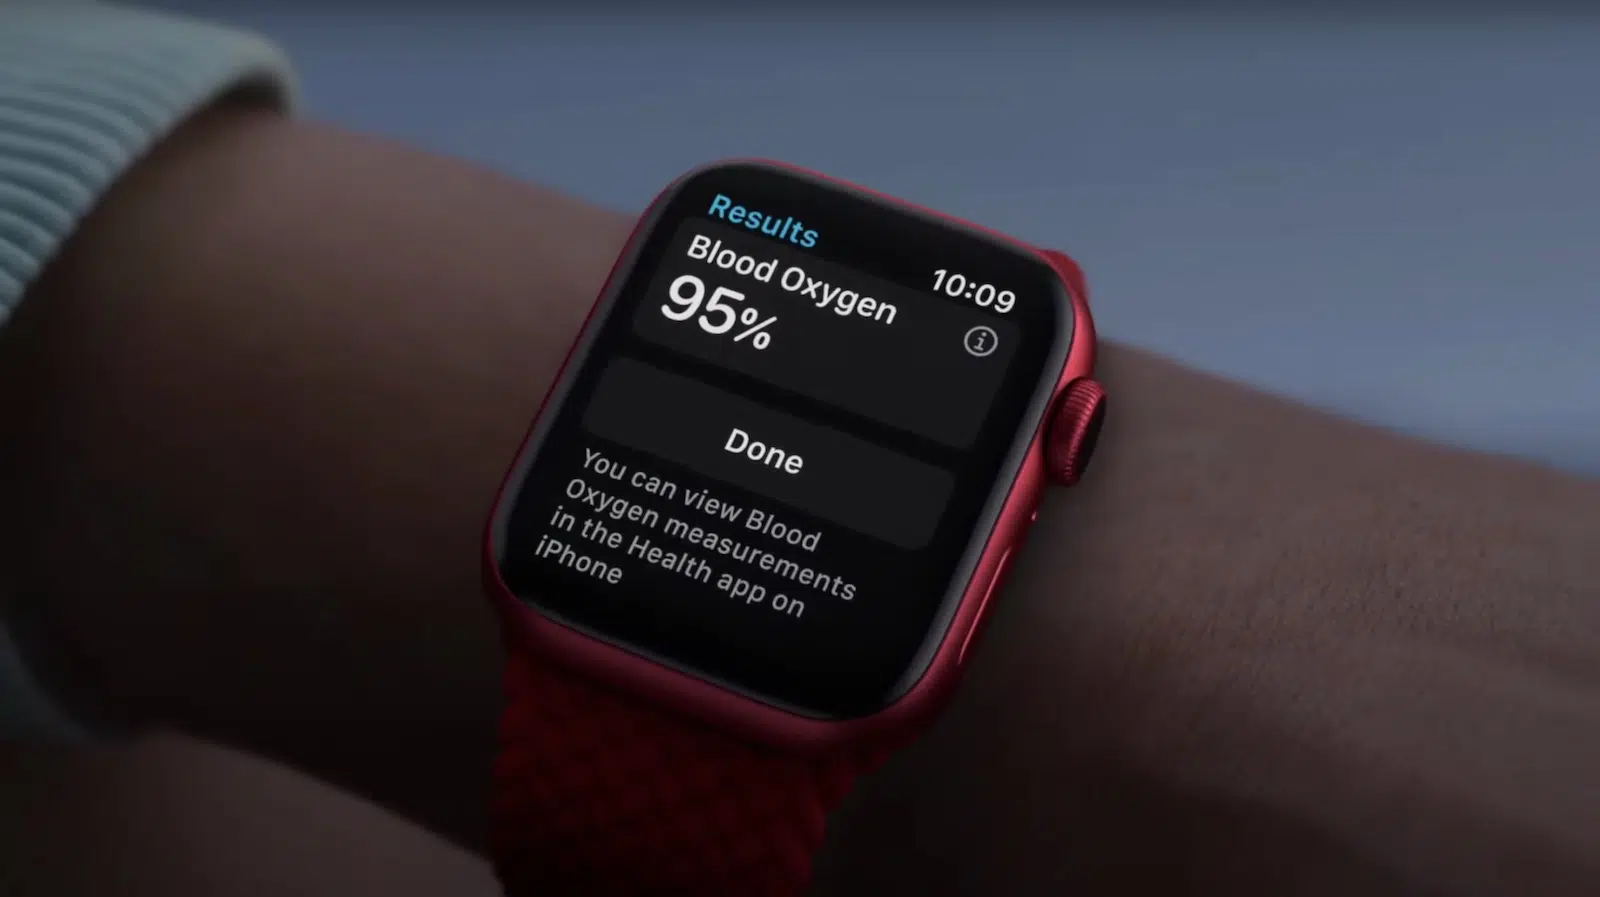 Results
10:09
Blood Oxygen
95%
Done
You can view Blood
Oxygen measurements
in the Health app on
iPhone